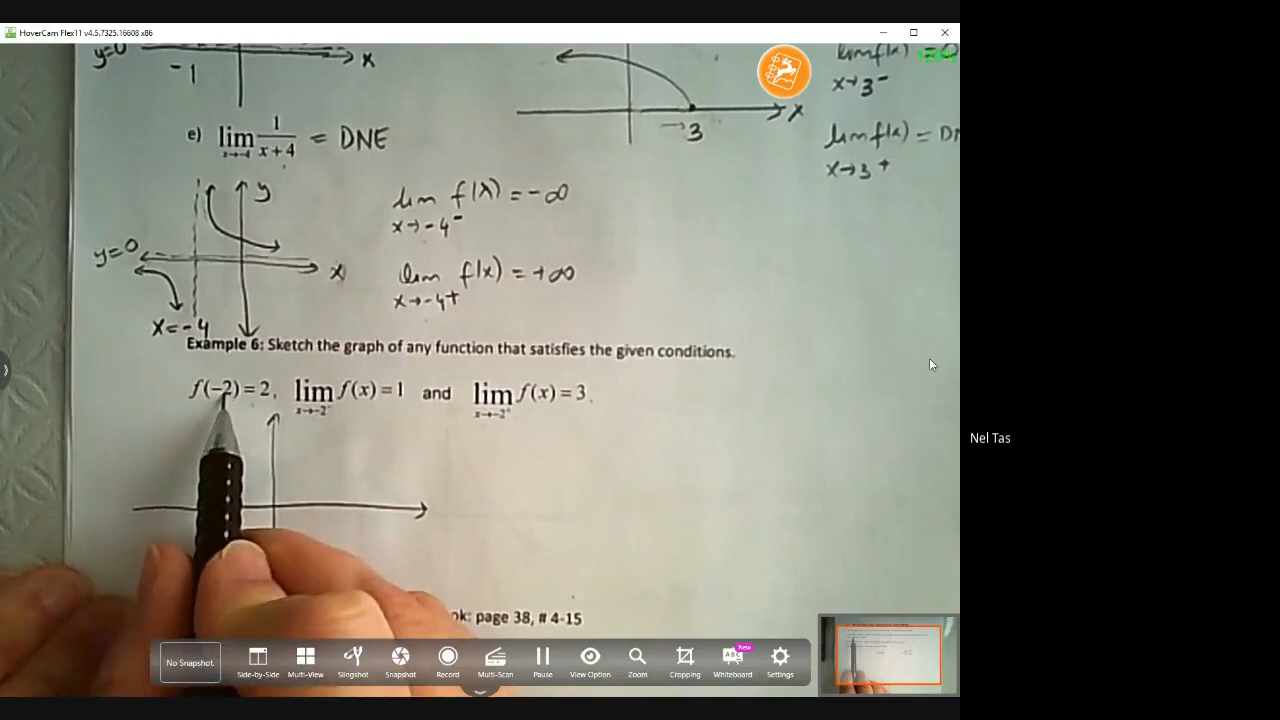 HoverCam Flex11 v4.5.7325.16608 x86
y=0
-1
x
3
x
lim f(x) = 0
x→3⁻
lim f(x) = DN
x→3⁺
e) lim 1/(x+4) = DNE
x→-4
y
y=0
x
x=-4
lim f(x) = -∞
x→-4⁻
lim f(x) = +∞
x→-4⁺
Example 6: Sketch the graph of any function that satisfies the given conditions.
f(-2) = 2, lim f(x) = 1 and lim f(x) = 3.
x→-2⁻ x→-2⁺
ok: page 38, # 4-15
Nel Tas
No Snapshot.
Side-by-Side Multi-View Slingshot Snapshot Record Multi-Scan Pause View Option Zoom Cropping Whiteboard Settings
New
ABC